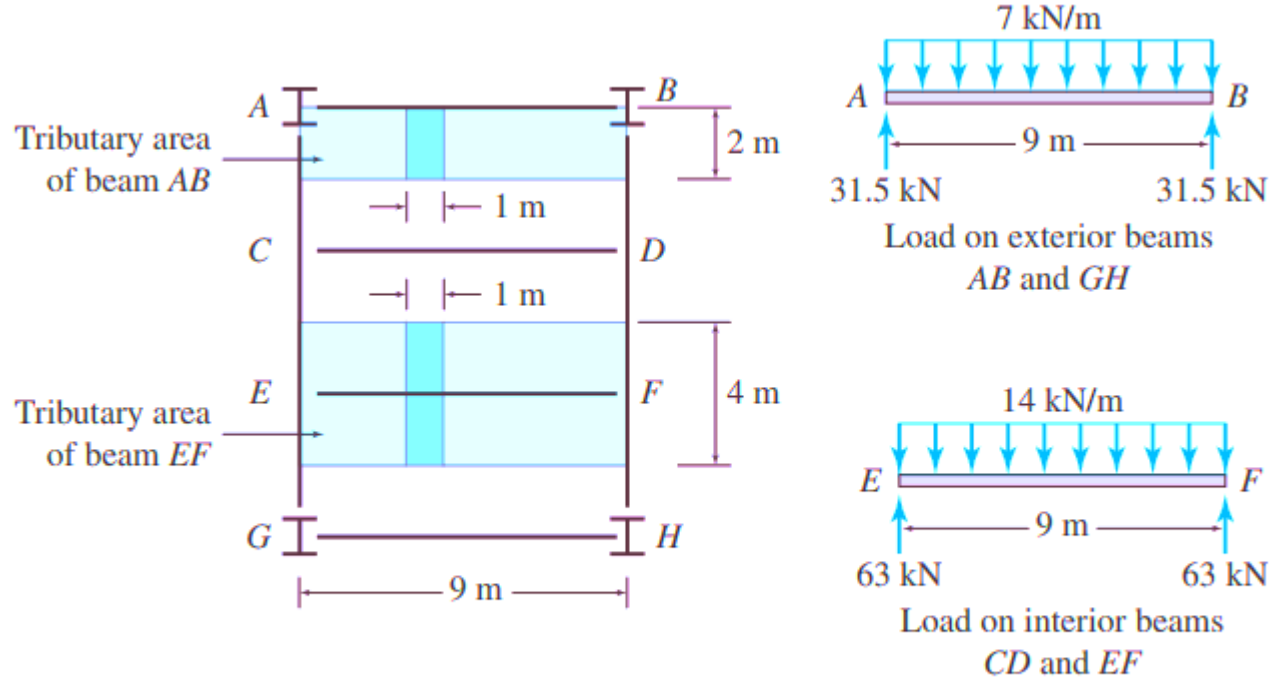 A
B
Tributary area
of beam AB
2 m
1 m
C
D
1 m
E
F
4 m
Tributary area
of beam EF
G
H
9 m
7 kN/m
A
B
9 m
31.5 kN
31.5 kN
Load on exterior beams
AB and GH
14 kN/m
E
F
9 m
63 kN
63 kN
Load on interior beams
CD and EF